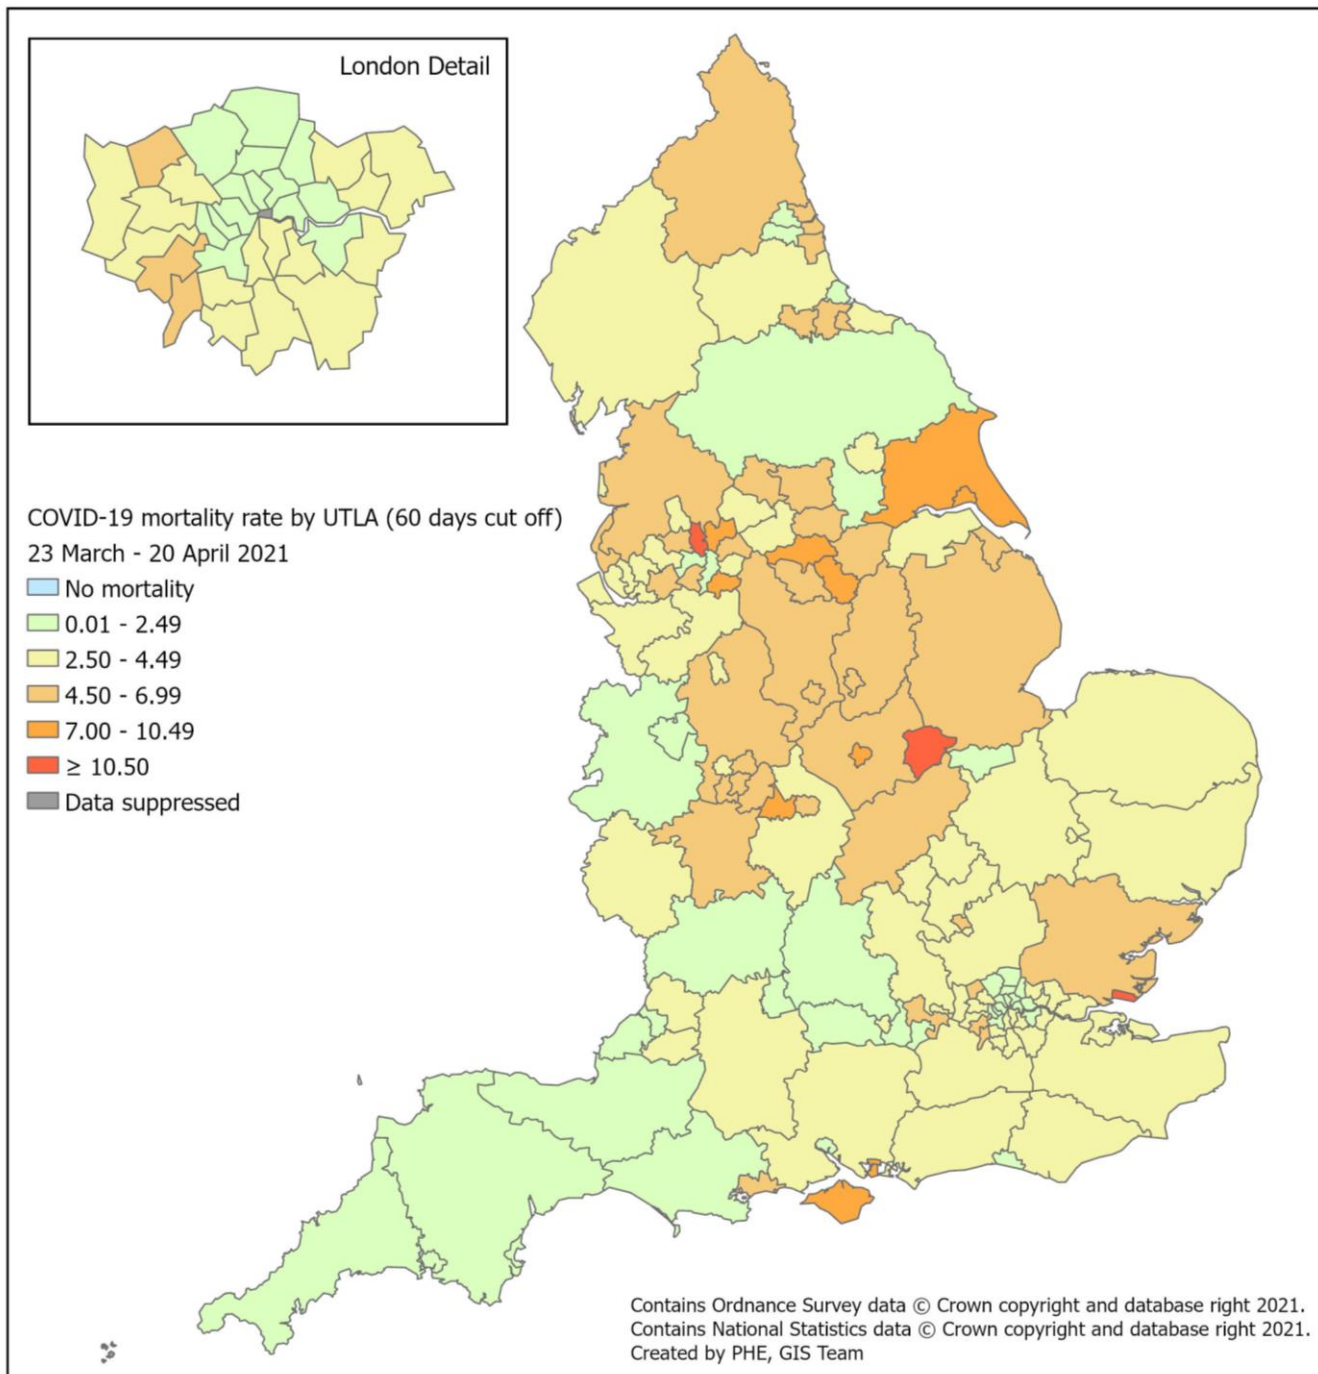 London Detail
COVID-19 mortality rate by UTLA (60 days cut off)
23 March - 20 April 2021
No mortality
0.01 - 2.49
2.50 - 4.49
4.50 - 6.99
7.00 - 10.49
≥ 10.50
Data suppressed
Contains Ordnance Survey data © Crown copyright and database right 2021.
Contains National Statistics data © Crown copyright and database right 2021.
Created by PHE, GIS Team